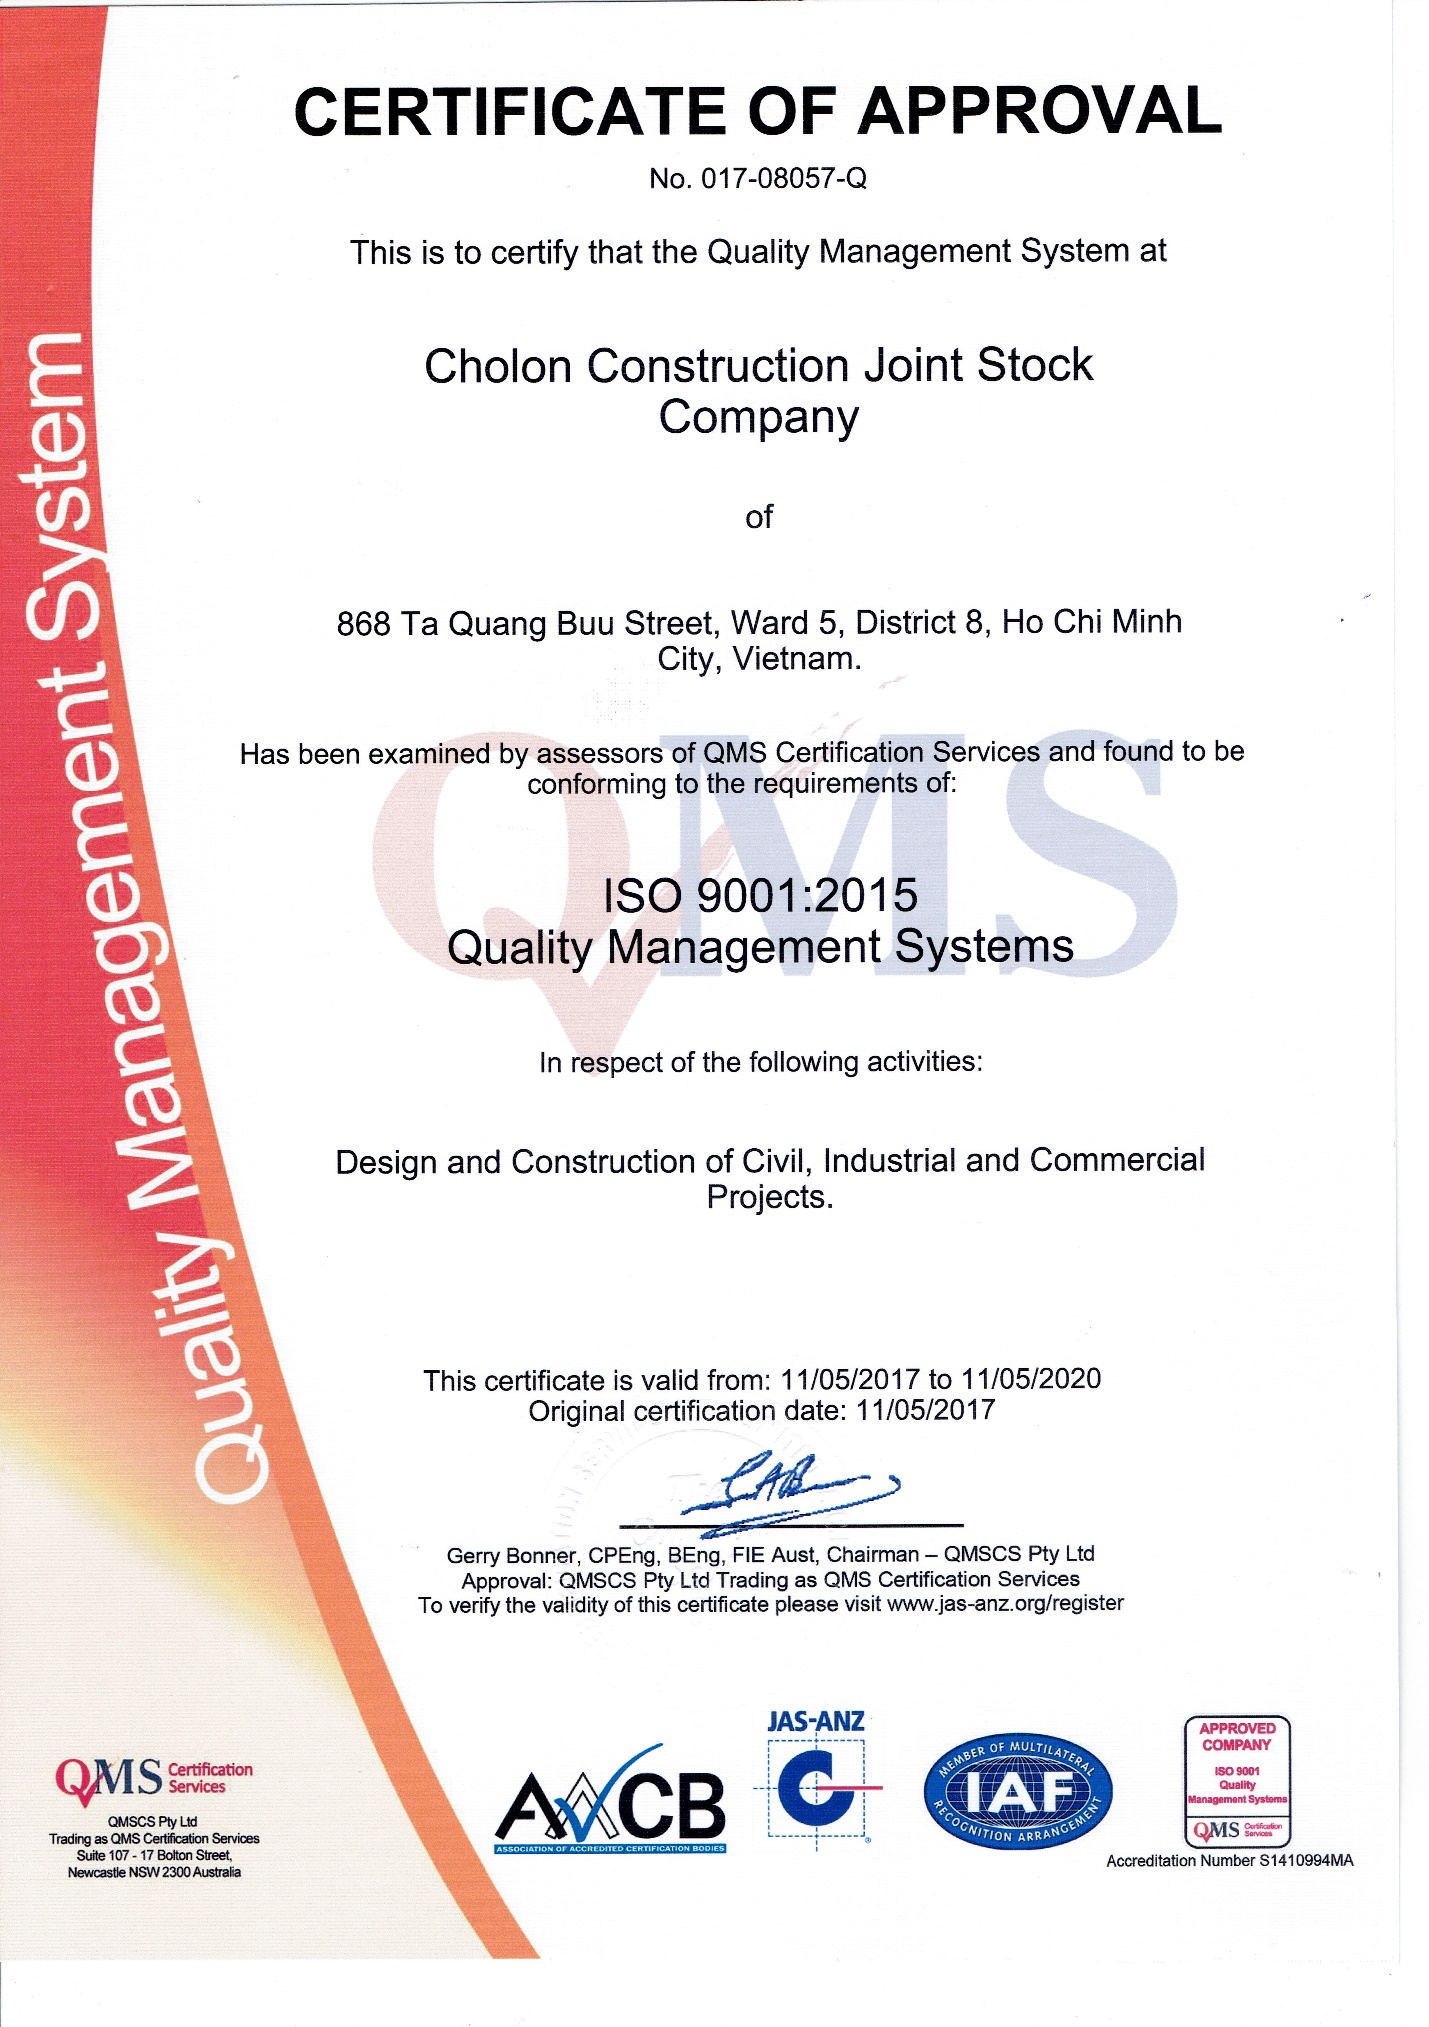 CERTIFICATE OF APPROVAL
No. 017-08057-Q
This is to certify that the Quality Management System at
Cholon Construction Joint Stock
Company
of
868 Ta Quang Buu Street, Ward 5, District 8, Ho Chi Minh
City, Vietnam.
QMS
Has been examined by assessors of QMS Certification Services and found to be
conforming to the requirements of:
ISO 9001:2015
Quality Management Systems
In respect of the following activities:
Design and Construction of Civil, Industrial and Commercial
Projects.
This certificate is valid from: 11/05/2017 to 11/05/2020
Original certification date: 11/05/2017
Gerry Bonner, CPEng, BEng, FIE Aust, Chairman – QMSCS Pty Ltd
Approval: QMSCS Pty Ltd Trading as QMS Certification Services
To verify the validity of this certificate please visit www.jas-anz.org/register
Quality Management System
QMS Certification
Services
QMSCS Pty Ltd
Trading as QMS Certification Services
Suite 107 - 17 Bolton Street,
Newcastle NSW 2300 Australia
AACB
ASSOCIATION OF ACCREDITED CERTIFICATION BODIES
JAS-ANZ
MEMBER OF MULTILATERAL
IAF
RECOGNITION ARRANGEMENT
APPROVED
COMPANY
ISO 9001
Quality
Management Systems
QMS Certification
Services
Accreditation Number S1410994MA